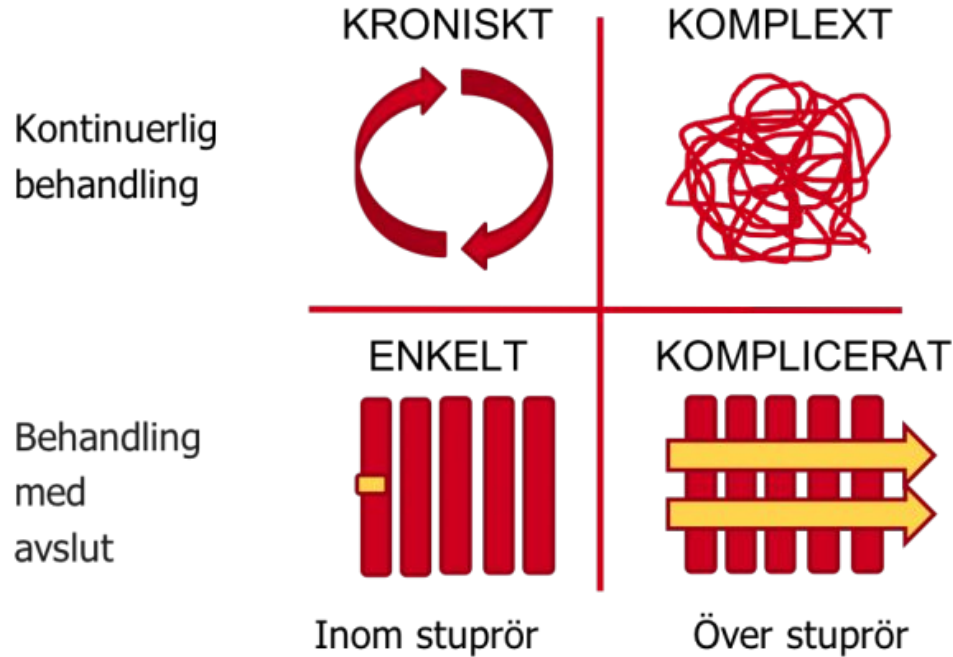 KRONISKT
KOMPLEXT
Kontinuerlig
behandling
ENKELT
KOMPLICERAT
Behandling
med
avslut
Inom stuprör
Över stuprör